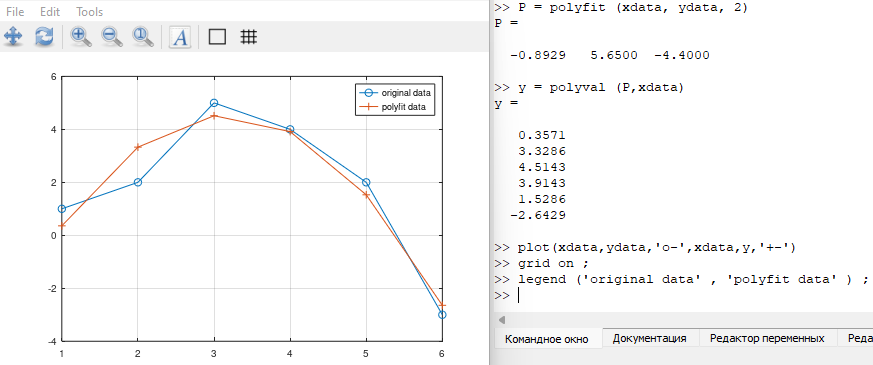 File Edit Tools
A
6
4
2
0
-2
-4
1 2 3 4 5 6
original data
polyfit data
>> P = polyfit (xdata, ydata, 2)
P =
-0.8929 5.6500 -4.4000
>> y = polyval (P,xdata)
y =
0.3571
3.3286
4.5143
3.9143
1.5286
-2.6429
>> plot(xdata,ydata,'o-',xdata,y,'+-')
>> grid on ;
>> legend ('original data' , 'polyfit data' ) ;
>>
Командное окно Документация Редактор переменных Реда